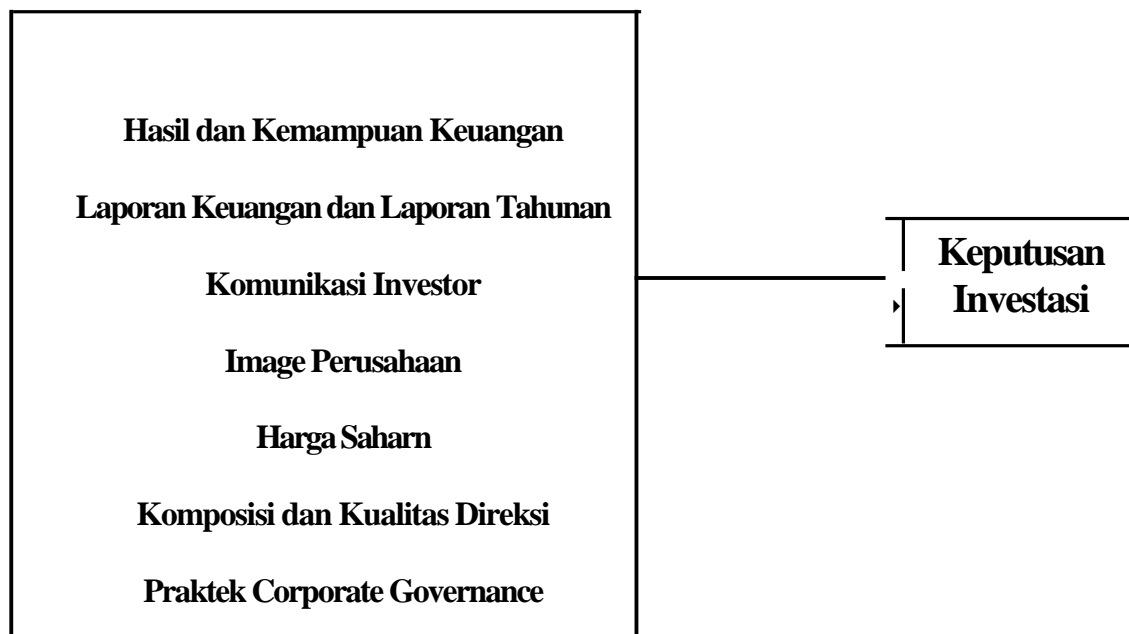 Hasil dan Kemampuan Keuangan
Laporan Keuangan dan Laporan Tahunan
Komunikasi Investor
Image Perusahaan
Harga Saharn
Komposisi dan Kualitas Direksi
Praktek Corporate Governance
Keputusan
Investasi